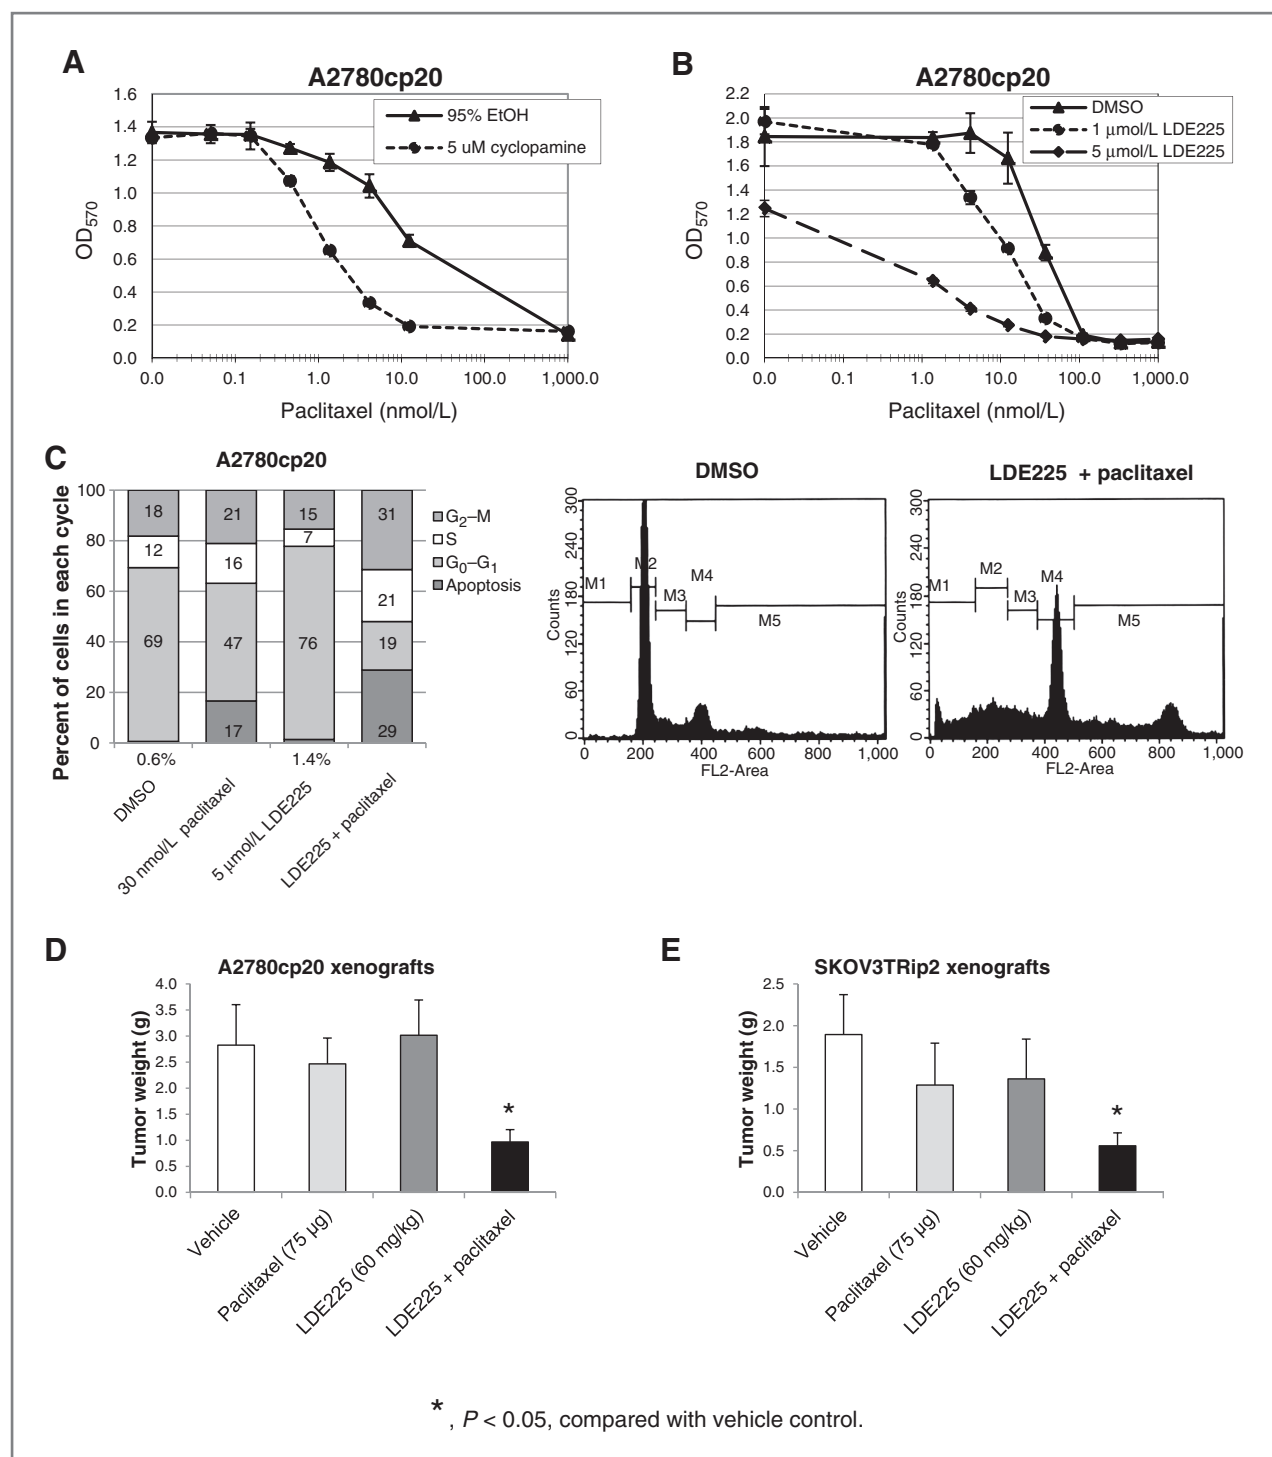 A
A2780cp20
95% EtOH
5 uM cyclopamine
OD570
1.6
1.4
1.2
1.0
0.8
0.6
0.4
0.2
0.0
0.0 0.1 1.0 10.0 100.0 1,000.0
Paclitaxel (nmol/L)
B
A2780cp20
DMSO
1 μmol/L LDE225
5 μmol/L LDE225
OD570
2.2
2.0
1.8
1.6
1.4
1.2
1.0
0.8
0.6
0.4
0.2
0.0
0.0 0.1 1.0 10.0 100.0 1,000.0
Paclitaxel (nmol/L)
C
A2780cp20
Percent of cells in each cycle
100
80
60
40
20
0
18 21 15 31
12 16 7 21
69 47 76 19
17 29
0.6% 1.4%
G2–M
S
G0–G1
Apoptosis
DMSO
30 nmol/L paclitaxel
5 μmol/L LDE225
LDE225 + paclitaxel
DMSO
Counts
300
240
180
120
60
0
M1 M2 M3 M4 M5
0 200 400 600 800 1,000
FL2-Area
LDE225 + paclitaxel
Counts
300
240
180
120
60
0
M1 M2 M3 M4 M5
0 200 400 600 800 1,000
FL2-Area
D
A2780cp20 xenografts
Tumor weight (g)
4.0
3.5
3.0
2.5
2.0
1.5
1.0
0.5
0.0
*
Vehicle
Paclitaxel (75 μg)
LDE225 (60 mg/kg)
LDE225 + paclitaxel
E
SKOV3TRip2 xenografts
Tumor weight (g)
2.5
2.0
1.5
1.0
0.5
0.0
*
Vehicle
Paclitaxel (75 μg)
LDE225 (60 mg/kg)
LDE225 + paclitaxel
* , P < 0.05, compared with vehicle control.